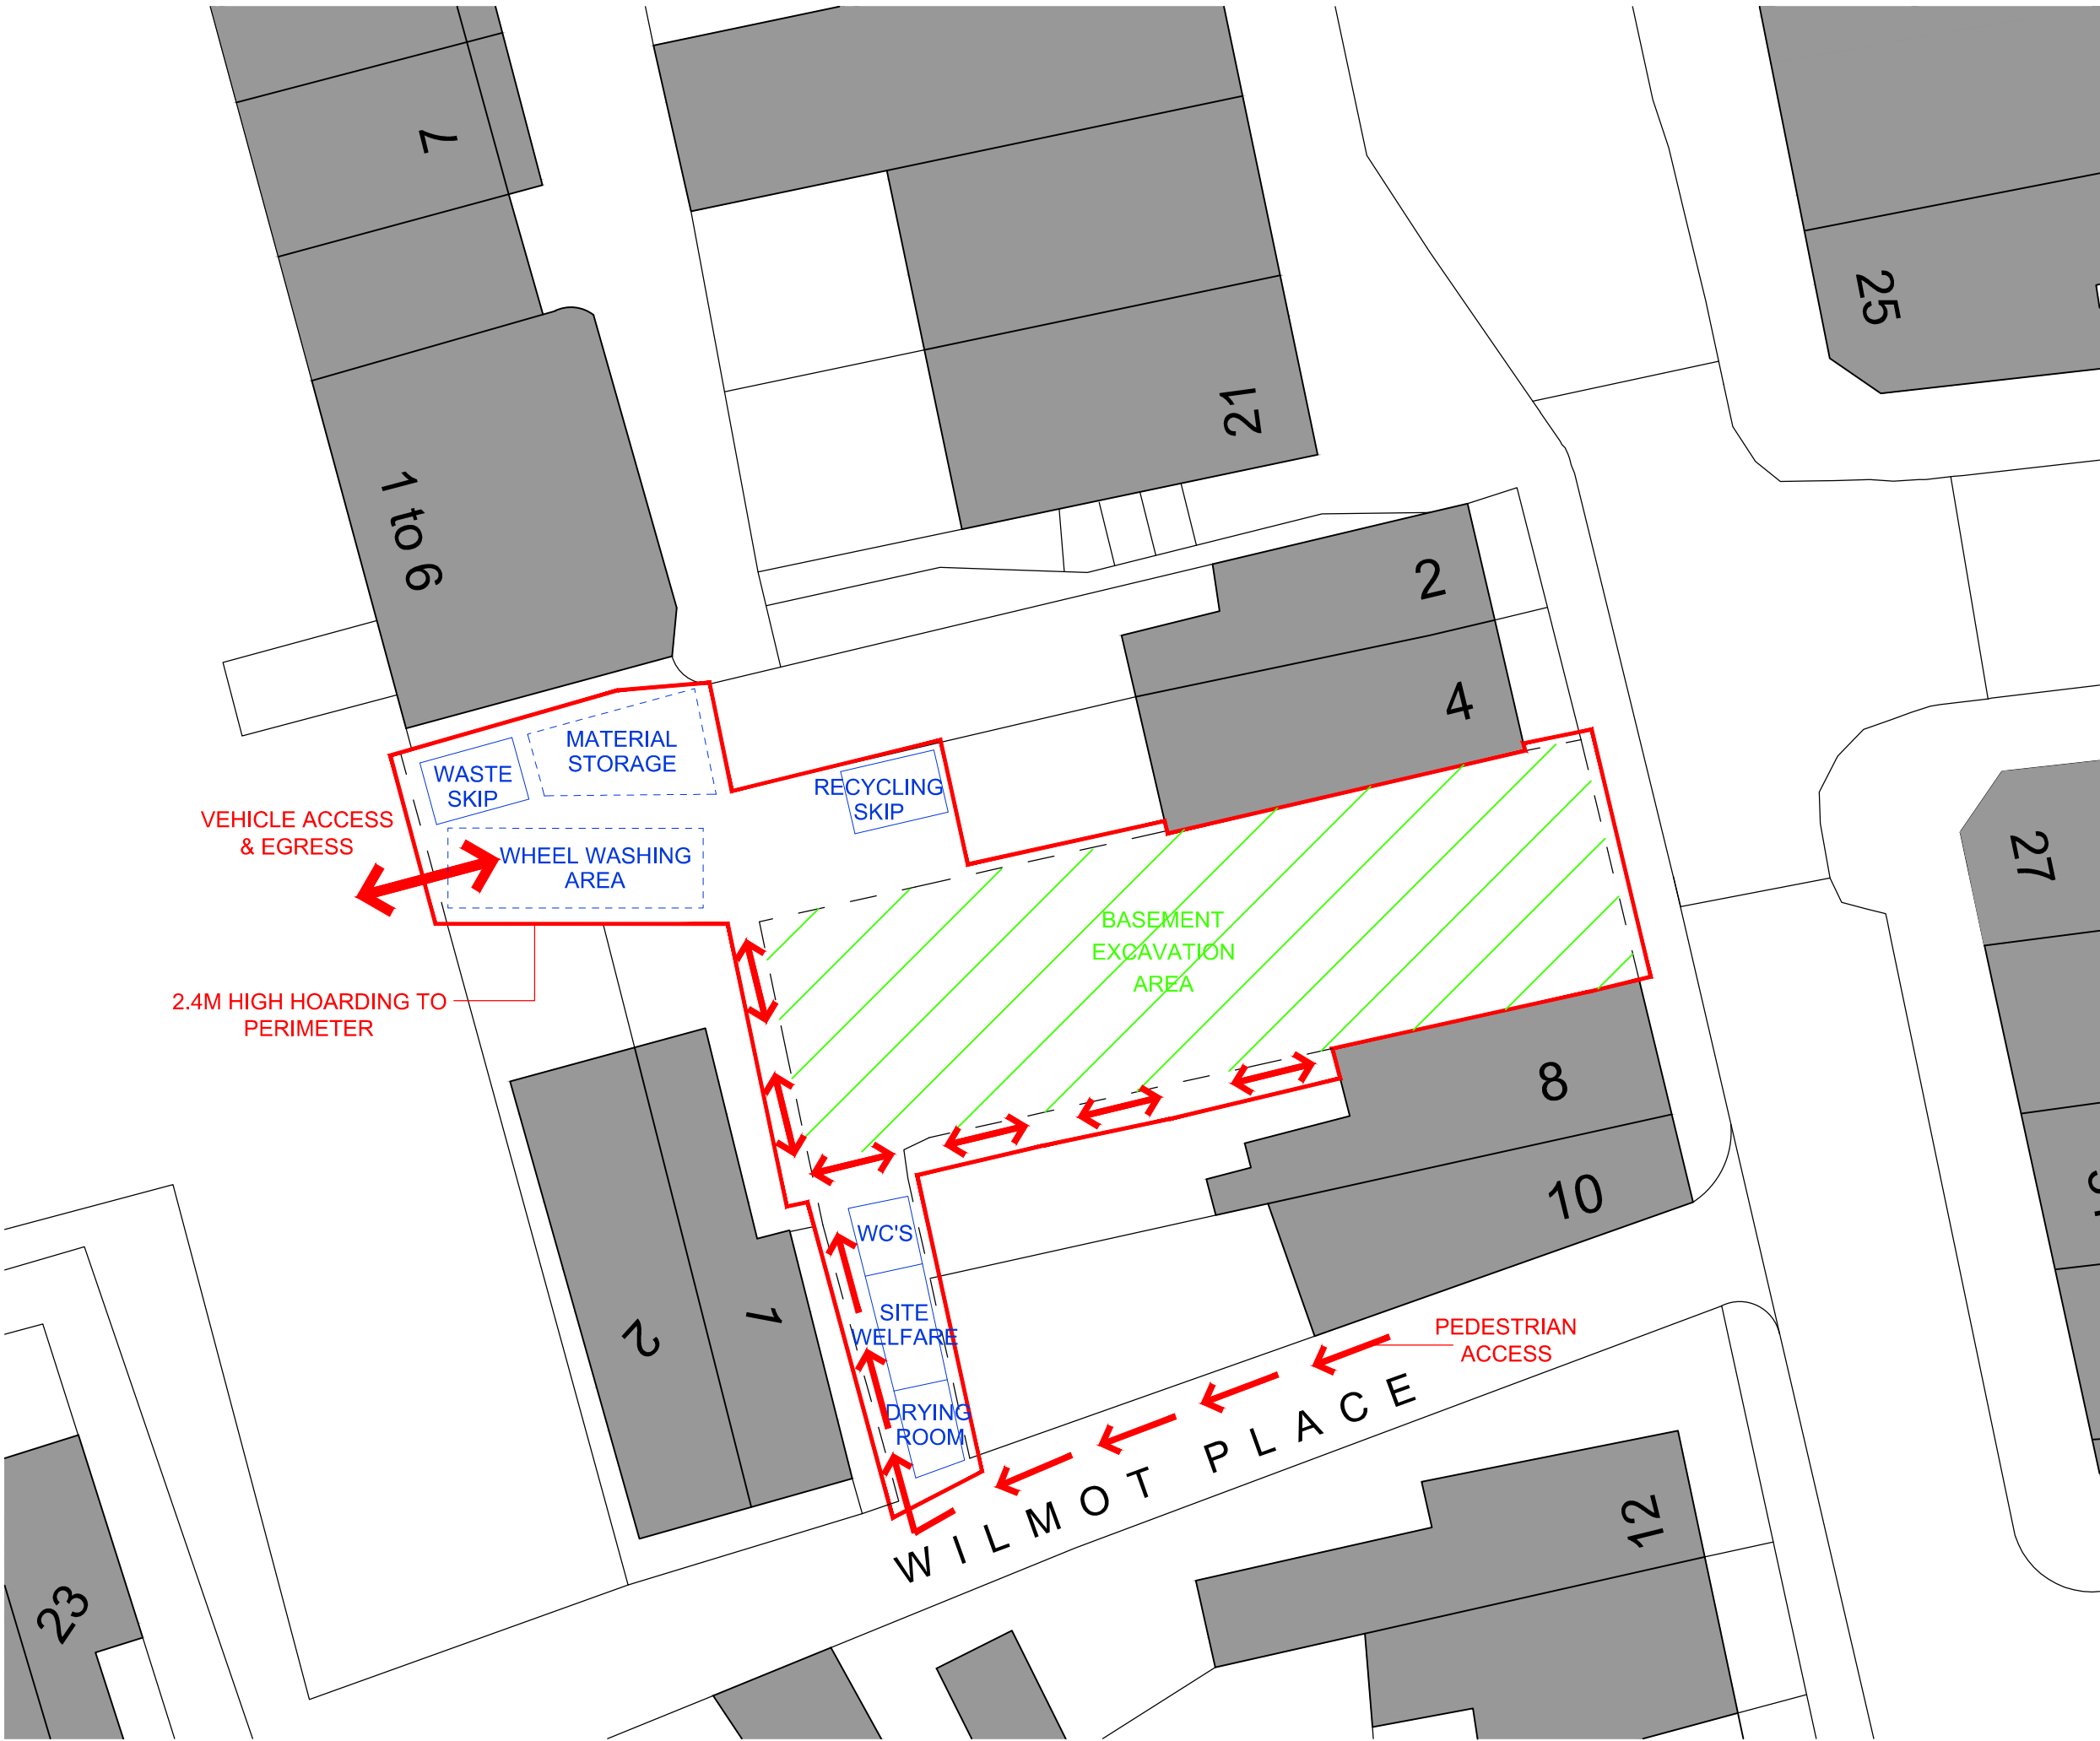 7
25
21
1 to 6
2
4
MATERIAL
STORAGE
WASTE
SKIP
RECYCLING
SKIP
VEHICLE ACCESS
& EGRESS
WHEEL WASHING
AREA
27
BASEMENT
EXCAVATION
AREA
2.4M HIGH HOARDING TO
PERIMETER
8
10
WC'S
SITE
WELFARE
1
2
PEDESTRIAN
ACCESS
DRYING
ROOM
WILMOT PLACE
12
23